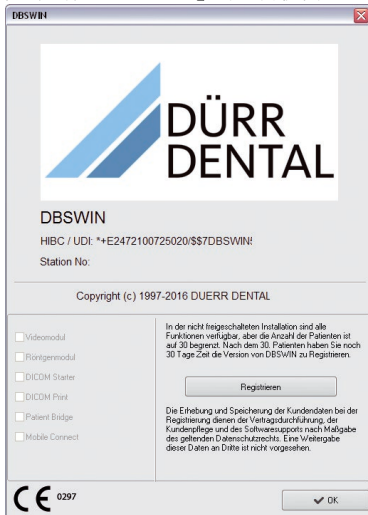 DBSWIN
DÜRR
DENTAL
DBSWIN
HIBC / UDI: *+E2472100725020/$$7DBSWIN!
Station No:
Copyright (c) 1997-2016 DUERR DENTAL
Videomodul
Röntgenmodul
DICOM Starter
DICOM Print
Patient Bridge
Mobile Connect
In der nicht freigeschalteten Installation sind alle
Funktionen verfügbar, aber die Anzahl der Patienten ist
auf 30 begrenzt. Nach dem 30. Patienten haben Sie noch
30 Tage Zeit die Version von DBSWIN zu Registrieren.
Registrieren
Die Erhebung und Speicherung der Kundendaten bei der
Registrierung dienen der Vertragsdurchführung, der
Kundenpflege und des Softwaresupports nach Maßgabe
des geltenden Datenschutzrechts. Eine Weitergabe
dieser Daten an Dritte ist nicht vorgesehen.
CE 0297
OK